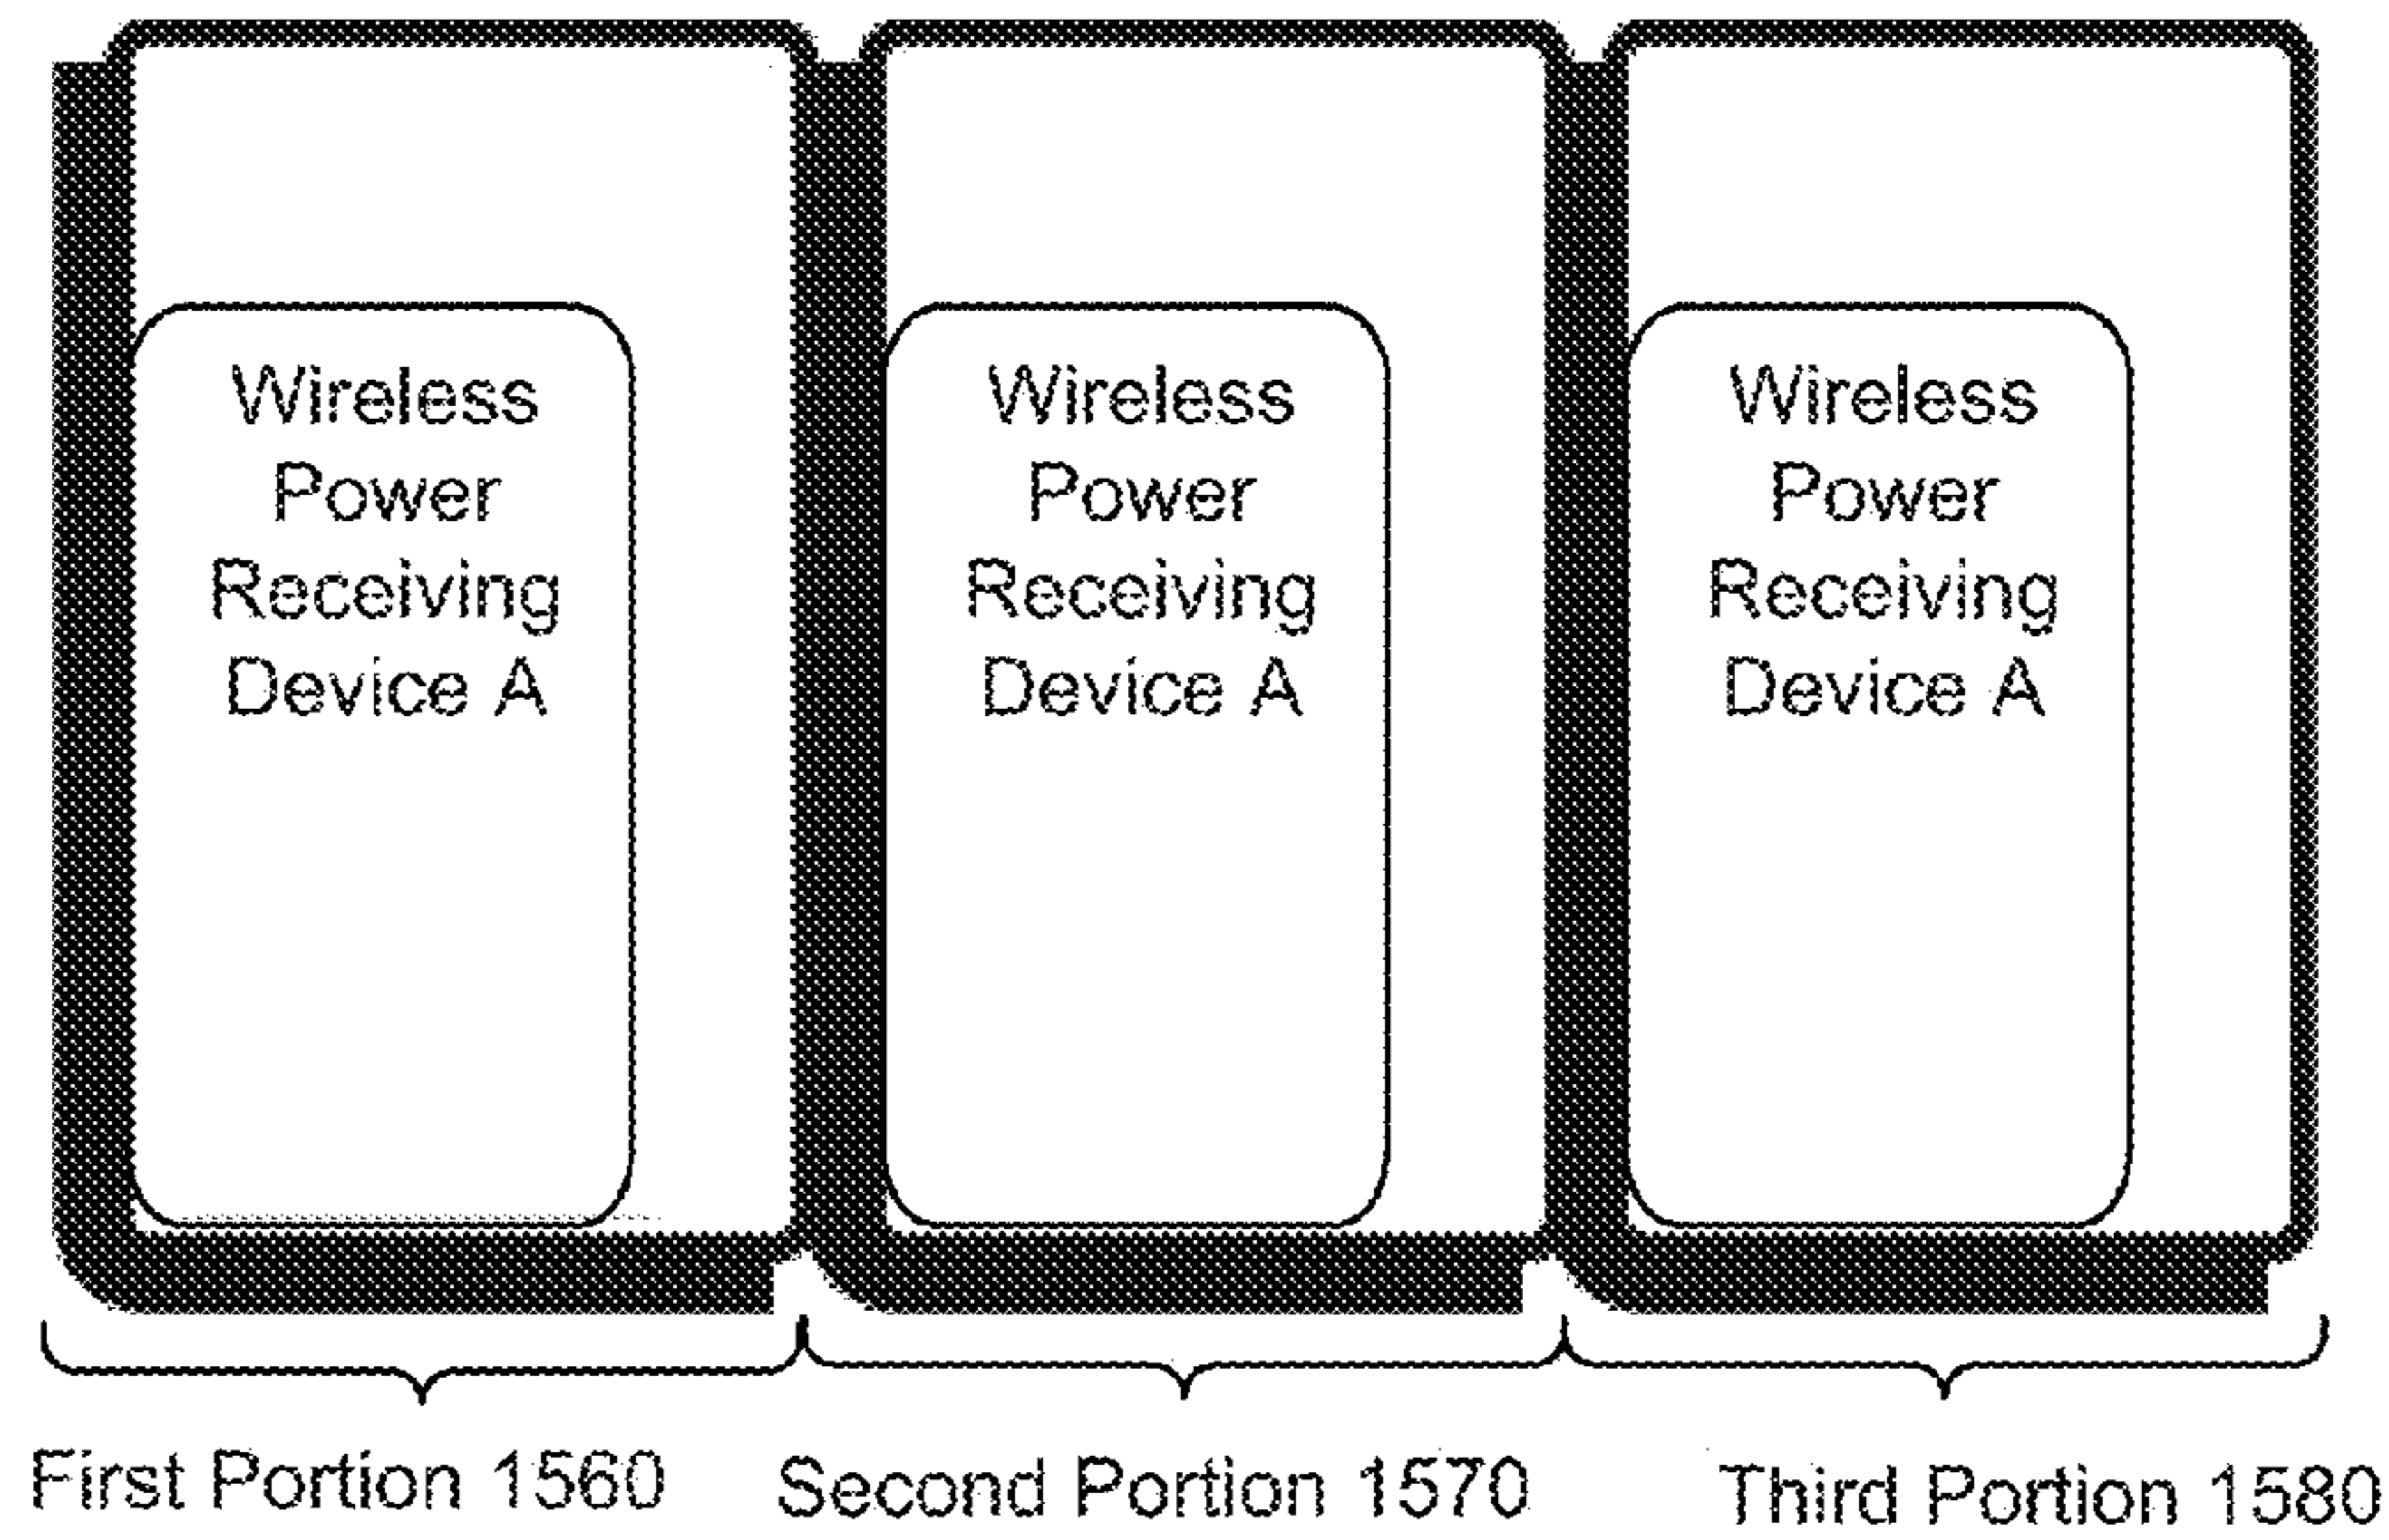 Wireless
Power
Receiving
Device A
Wireless
Power
Receiving
Device A
Wireless
Power
Receiving
Device A
First Portion 1560
Second Portion 1570
Third Portion 1580